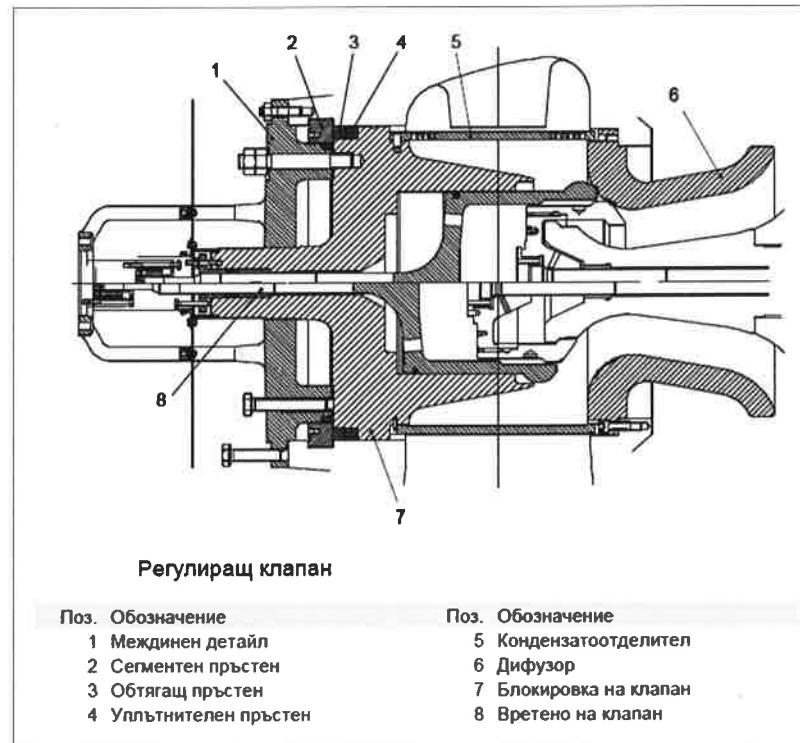 2 3 4 5
1
6
8
7
Регулиращ клапан
Поз. Обозначение
1 Междинен детайл
2 Сегментен пръстен
3 Обтягащ пръстен
4 Уплътнителен пръстен
Поз. Обозначение
5 Кондензатоотделител
6 Дифузор
7 Блокировка на клапан
8 Вретено на клапан